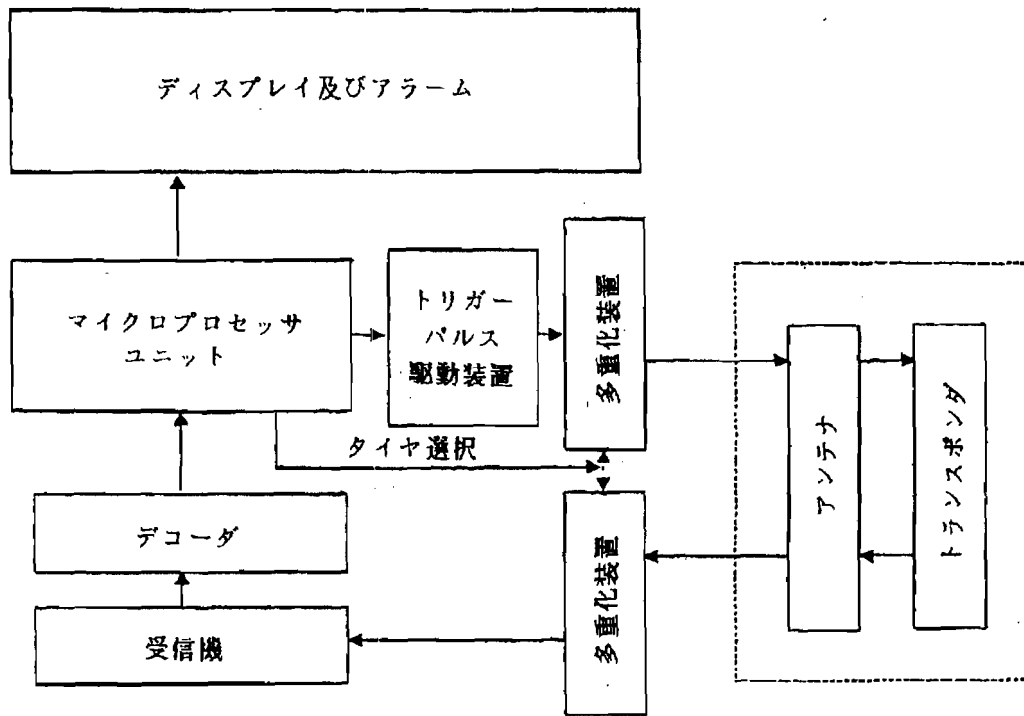 ディスプレイ及びアラーム
マイクロプロセッサ
ユニット
トリガー
パルス
駆動装置
多重化装置
タイヤ選択
アンテナ
トランスポンダ
デコーダ
多重化装置
受信機